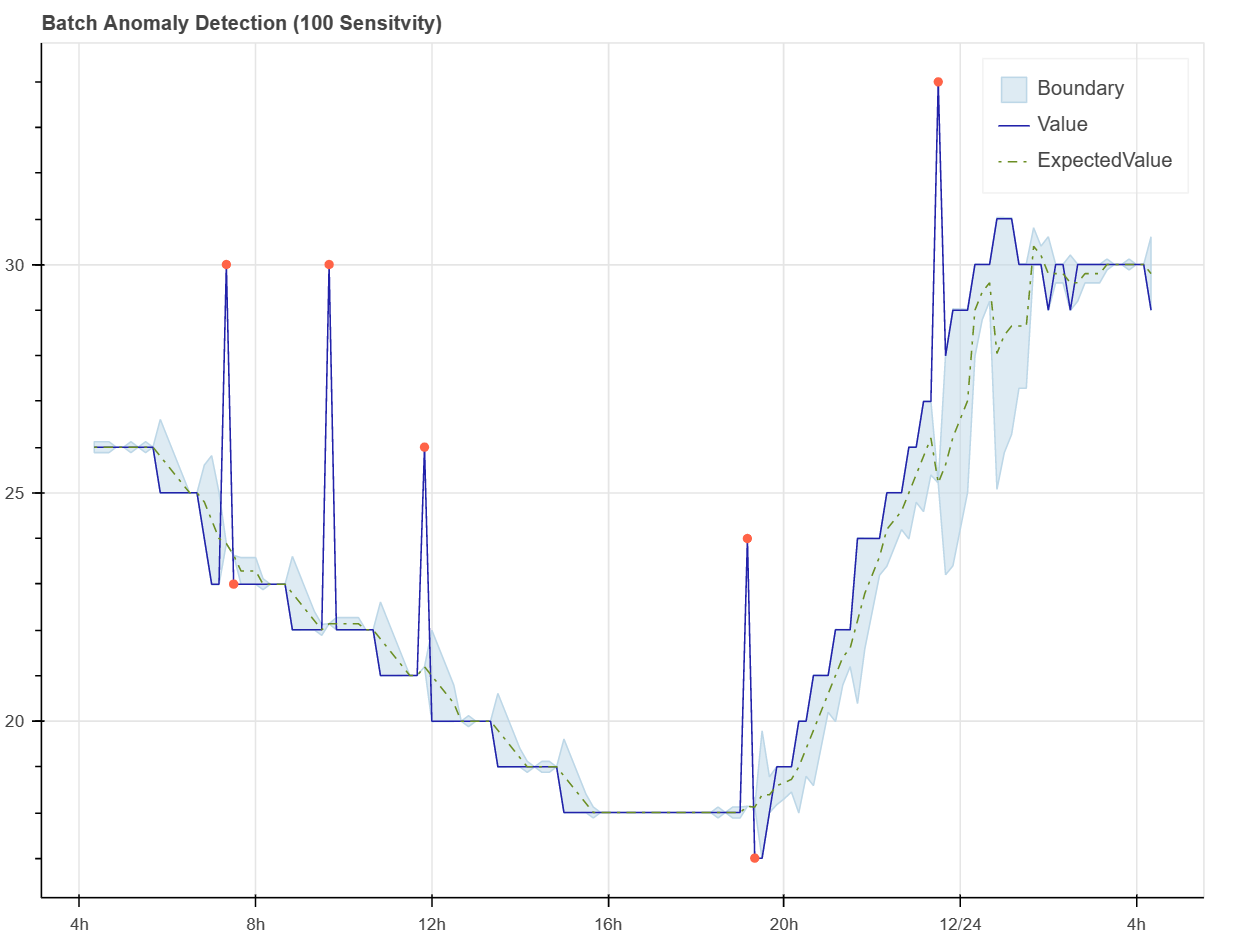 Batch Anomaly Detection (100 Sensitvity)
Boundary
Value
ExpectedValue
30
25
20
4h 8h 12h 16h 20h 12/24 4h